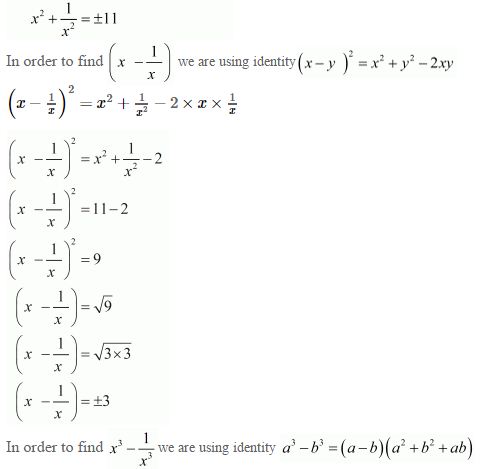 x² + 1/x² = ±11
In order to find (x - 1/x) we are using identity (x - y )² = x² + y² - 2xy
(x - 1/x)² = x² + 1/x² - 2 × x × 1/x
(x - 1/x)² = x² + 1/x² - 2
(x - 1/x)² = 11 - 2
(x - 1/x)² = 9
(x - 1/x) = √9
(x - 1/x) = √3×3
(x - 1/x) = ±3
In order to find x³ - 1/x³ we are using identity a³ - b³ = (a - b)(a² + b² + ab)